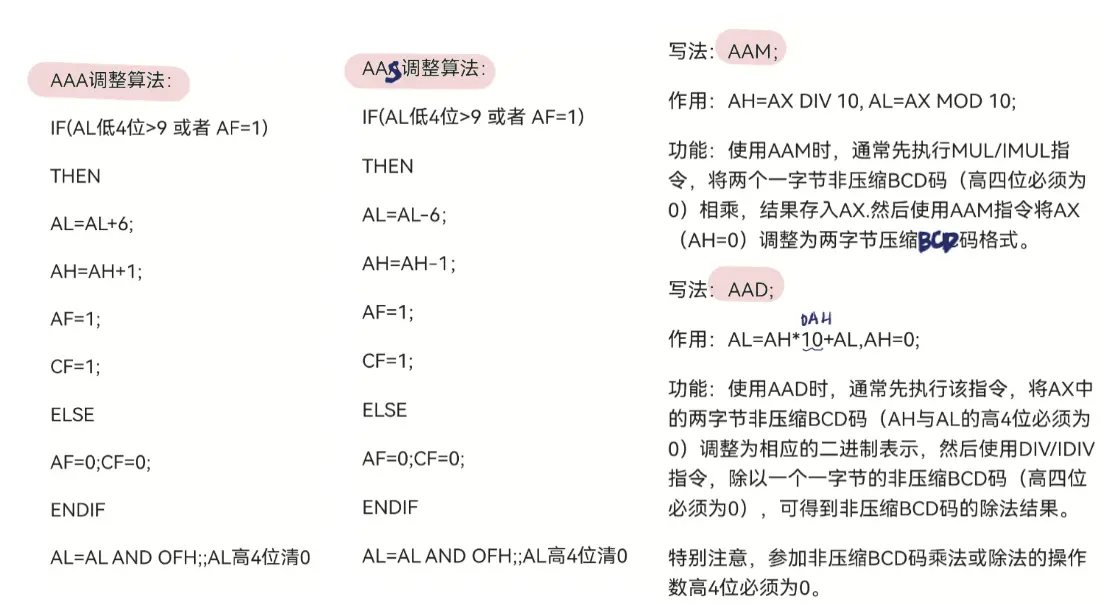 AAA调整算法:
IF(AL低4位>9 或者 AF=1)
THEN
AL=AL+6;
AH=AH+1;
AF=1;
CF=1;
ELSE
AF=0;CF=0;
ENDIF
AL=AL AND OFH;;AL高4位清0
AAS调整算法:
IF(AL低4位>9 或者 AF=1)
THEN
AL=AL-6;
AH=AH-1;
AF=1;
CF=1;
ELSE
AF=0;CF=0;
ENDIF
AL=AL AND OFH;;AL高4位清0
写法: AAM;
作用: AH=AX DIV 10, AL=AX MOD 10;
功能: 使用AAM时，通常先执行MUL/IMUL指
令，将两个一字节非压缩BCD码（高四位必须为
0）相乘，结果存入AX.然后使用AAM指令将AX
（AH=0）调整为两字节压缩BCD码格式。
写法: AAD;
0AH
作用: AL=AH*10+AL,AH=0;
功能: 使用AAD时，通常先执行该指令，将AX中
的两字节非压缩BCD码（AH与AL的高4位必须为
0）调整为相应的二进制表示，然后使用DIV/IDIV
指令，除以一个一字节的非压缩BCD码（高四位
必须为0）, 可得到非压缩BCD码的除法结果。
特别注意，参加非压缩BCD码乘法或除法的操作
数高4位必须为0。